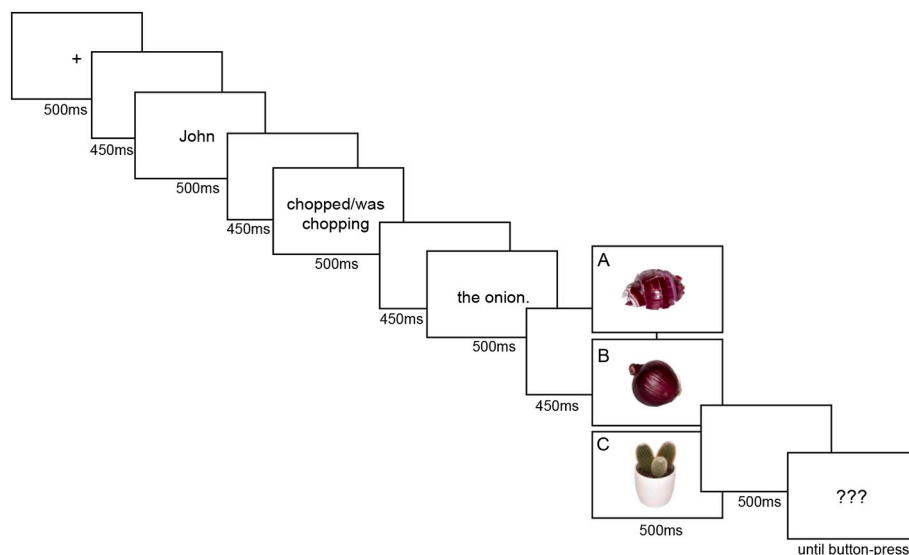 +
500ms
450ms
John
500ms
450ms
chopped/was
chopping
500ms
450ms
the onion.
500ms
450ms
A
B
C
500ms
500ms
???
until button-press